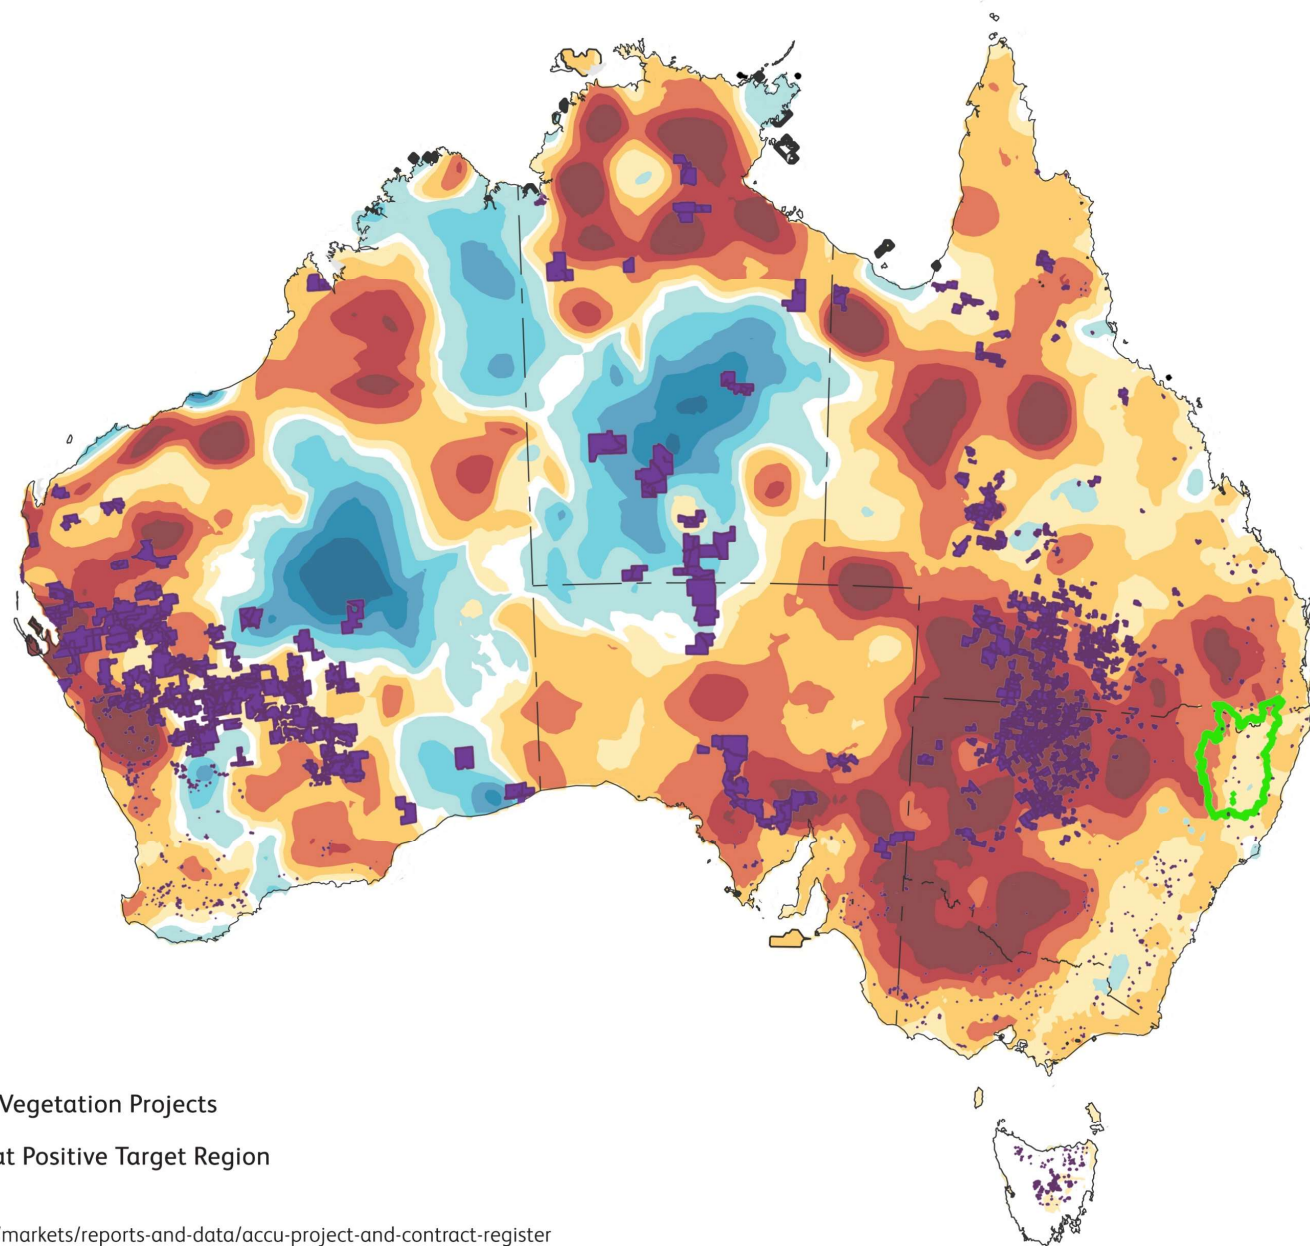 Vegetation Projects
at Positive Target Region
/markets/reports-and-data/accu-project-and-contract-register